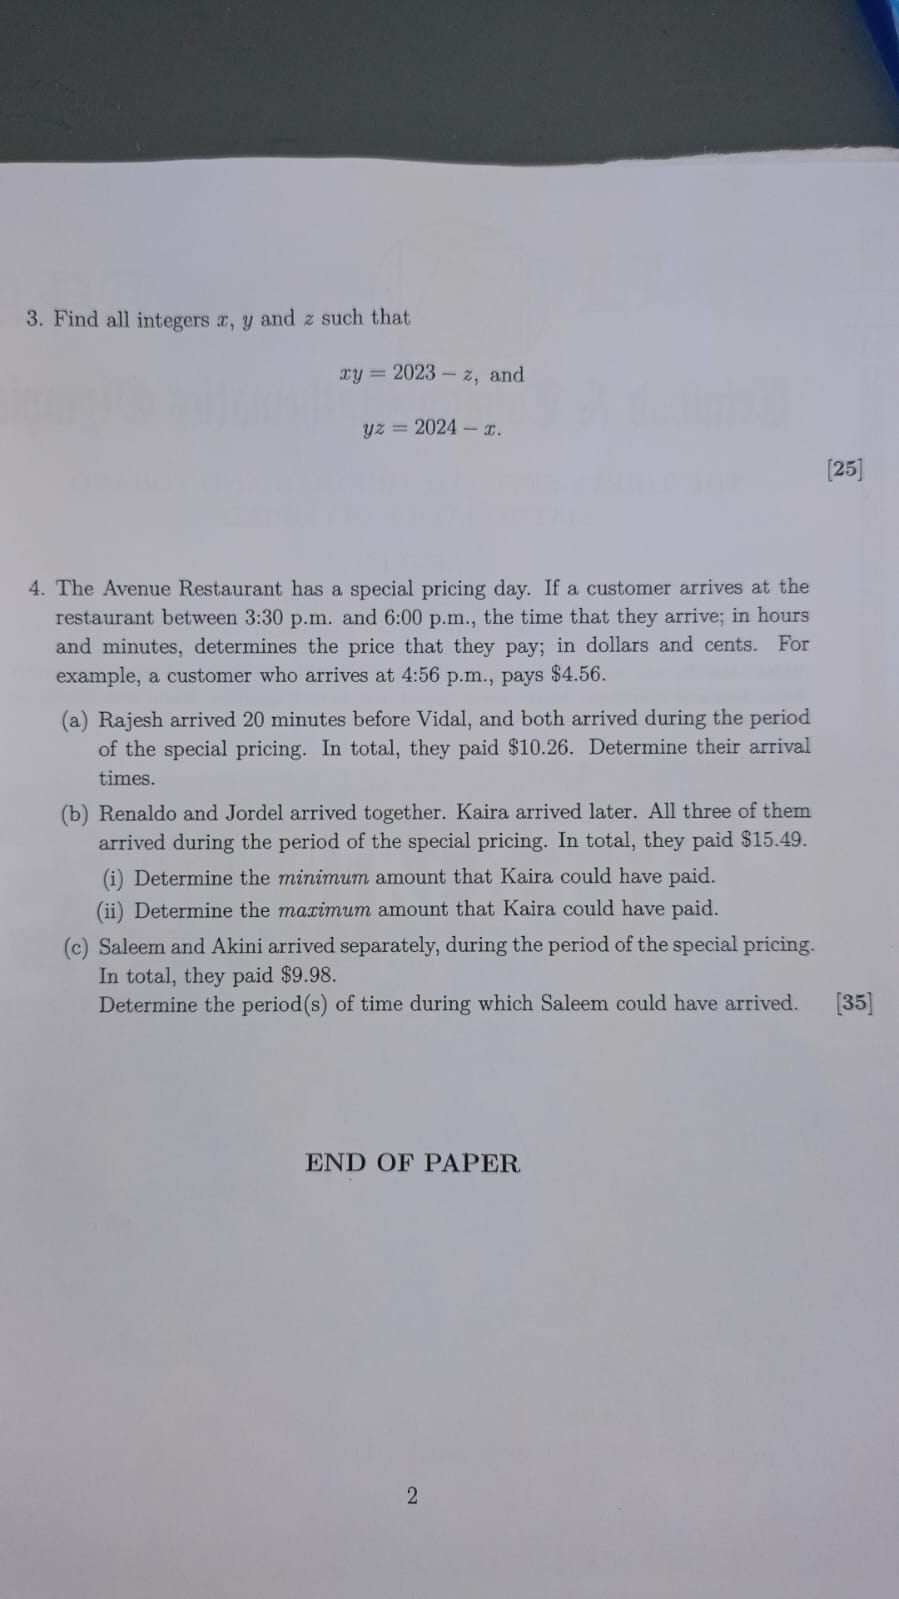 3. Find all integers x, y and z such that
xy = 2023 − z, and
yz = 2024 − x.
[25]
4. The Avenue Restaurant has a special pricing day. If a customer arrives at the
restaurant between 3:30 p.m. and 6:00 p.m., the time that they arrive; in hours
and minutes, determines the price that they pay; in dollars and cents. For
example, a customer who arrives at 4:56 p.m., pays $4.56.
(a) Rajesh arrived 20 minutes before Vidal, and both arrived during the period
of the special pricing. In total, they paid $10.26. Determine their arrival
times.
(b) Renaldo and Jordel arrived together. Kaira arrived later. All three of them
arrived during the period of the special pricing. In total, they paid $15.49.
(i) Determine the minimum amount that Kaira could have paid.
(ii) Determine the maximum amount that Kaira could have paid.
(c) Saleem and Akini arrived separately, during the period of the special pricing.
In total, they paid $9.98.
Determine the period(s) of time during which Saleem could have arrived. [35]
END OF PAPER
2